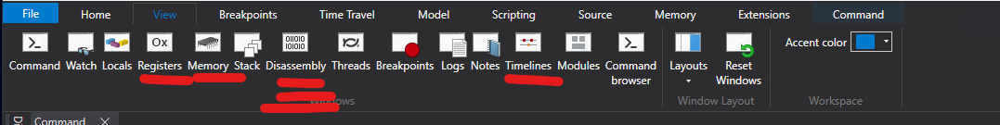 File Home View Breakpoints Time Travel Model Scripting Source Memory Extensions Command
Command Watch Locals Registers Memory Stack Disassembly Threads Breakpoints Logs Notes Timelines Modules Command browser Layouts Reset Windows Accent color
Window Layout Workspace
Command X